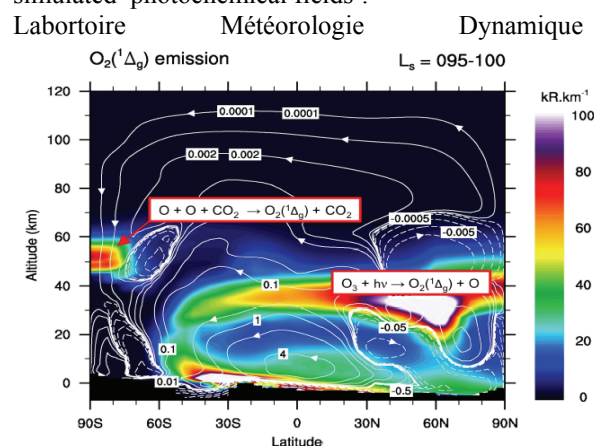 simulated photochemical fields :
Labortoire Météorologie Dynamique
O₂(¹Δg) emission
Ls = 095-100
kR.km⁻¹
120
100
80
60
40
20
0
Altitude (km)
0.0001 0.0001
0.002 0.002
O + O + CO₂ → O₂(¹Δg) + CO₂
-0.0005
-0.005
0.1
O₃ + hν → O₂(¹Δg) + O
1
-0.05
0.1
4
0.01
-0.5
100
80
60
40
20
0
90S 60S 30S 0 30N 60N 90N
Latitude